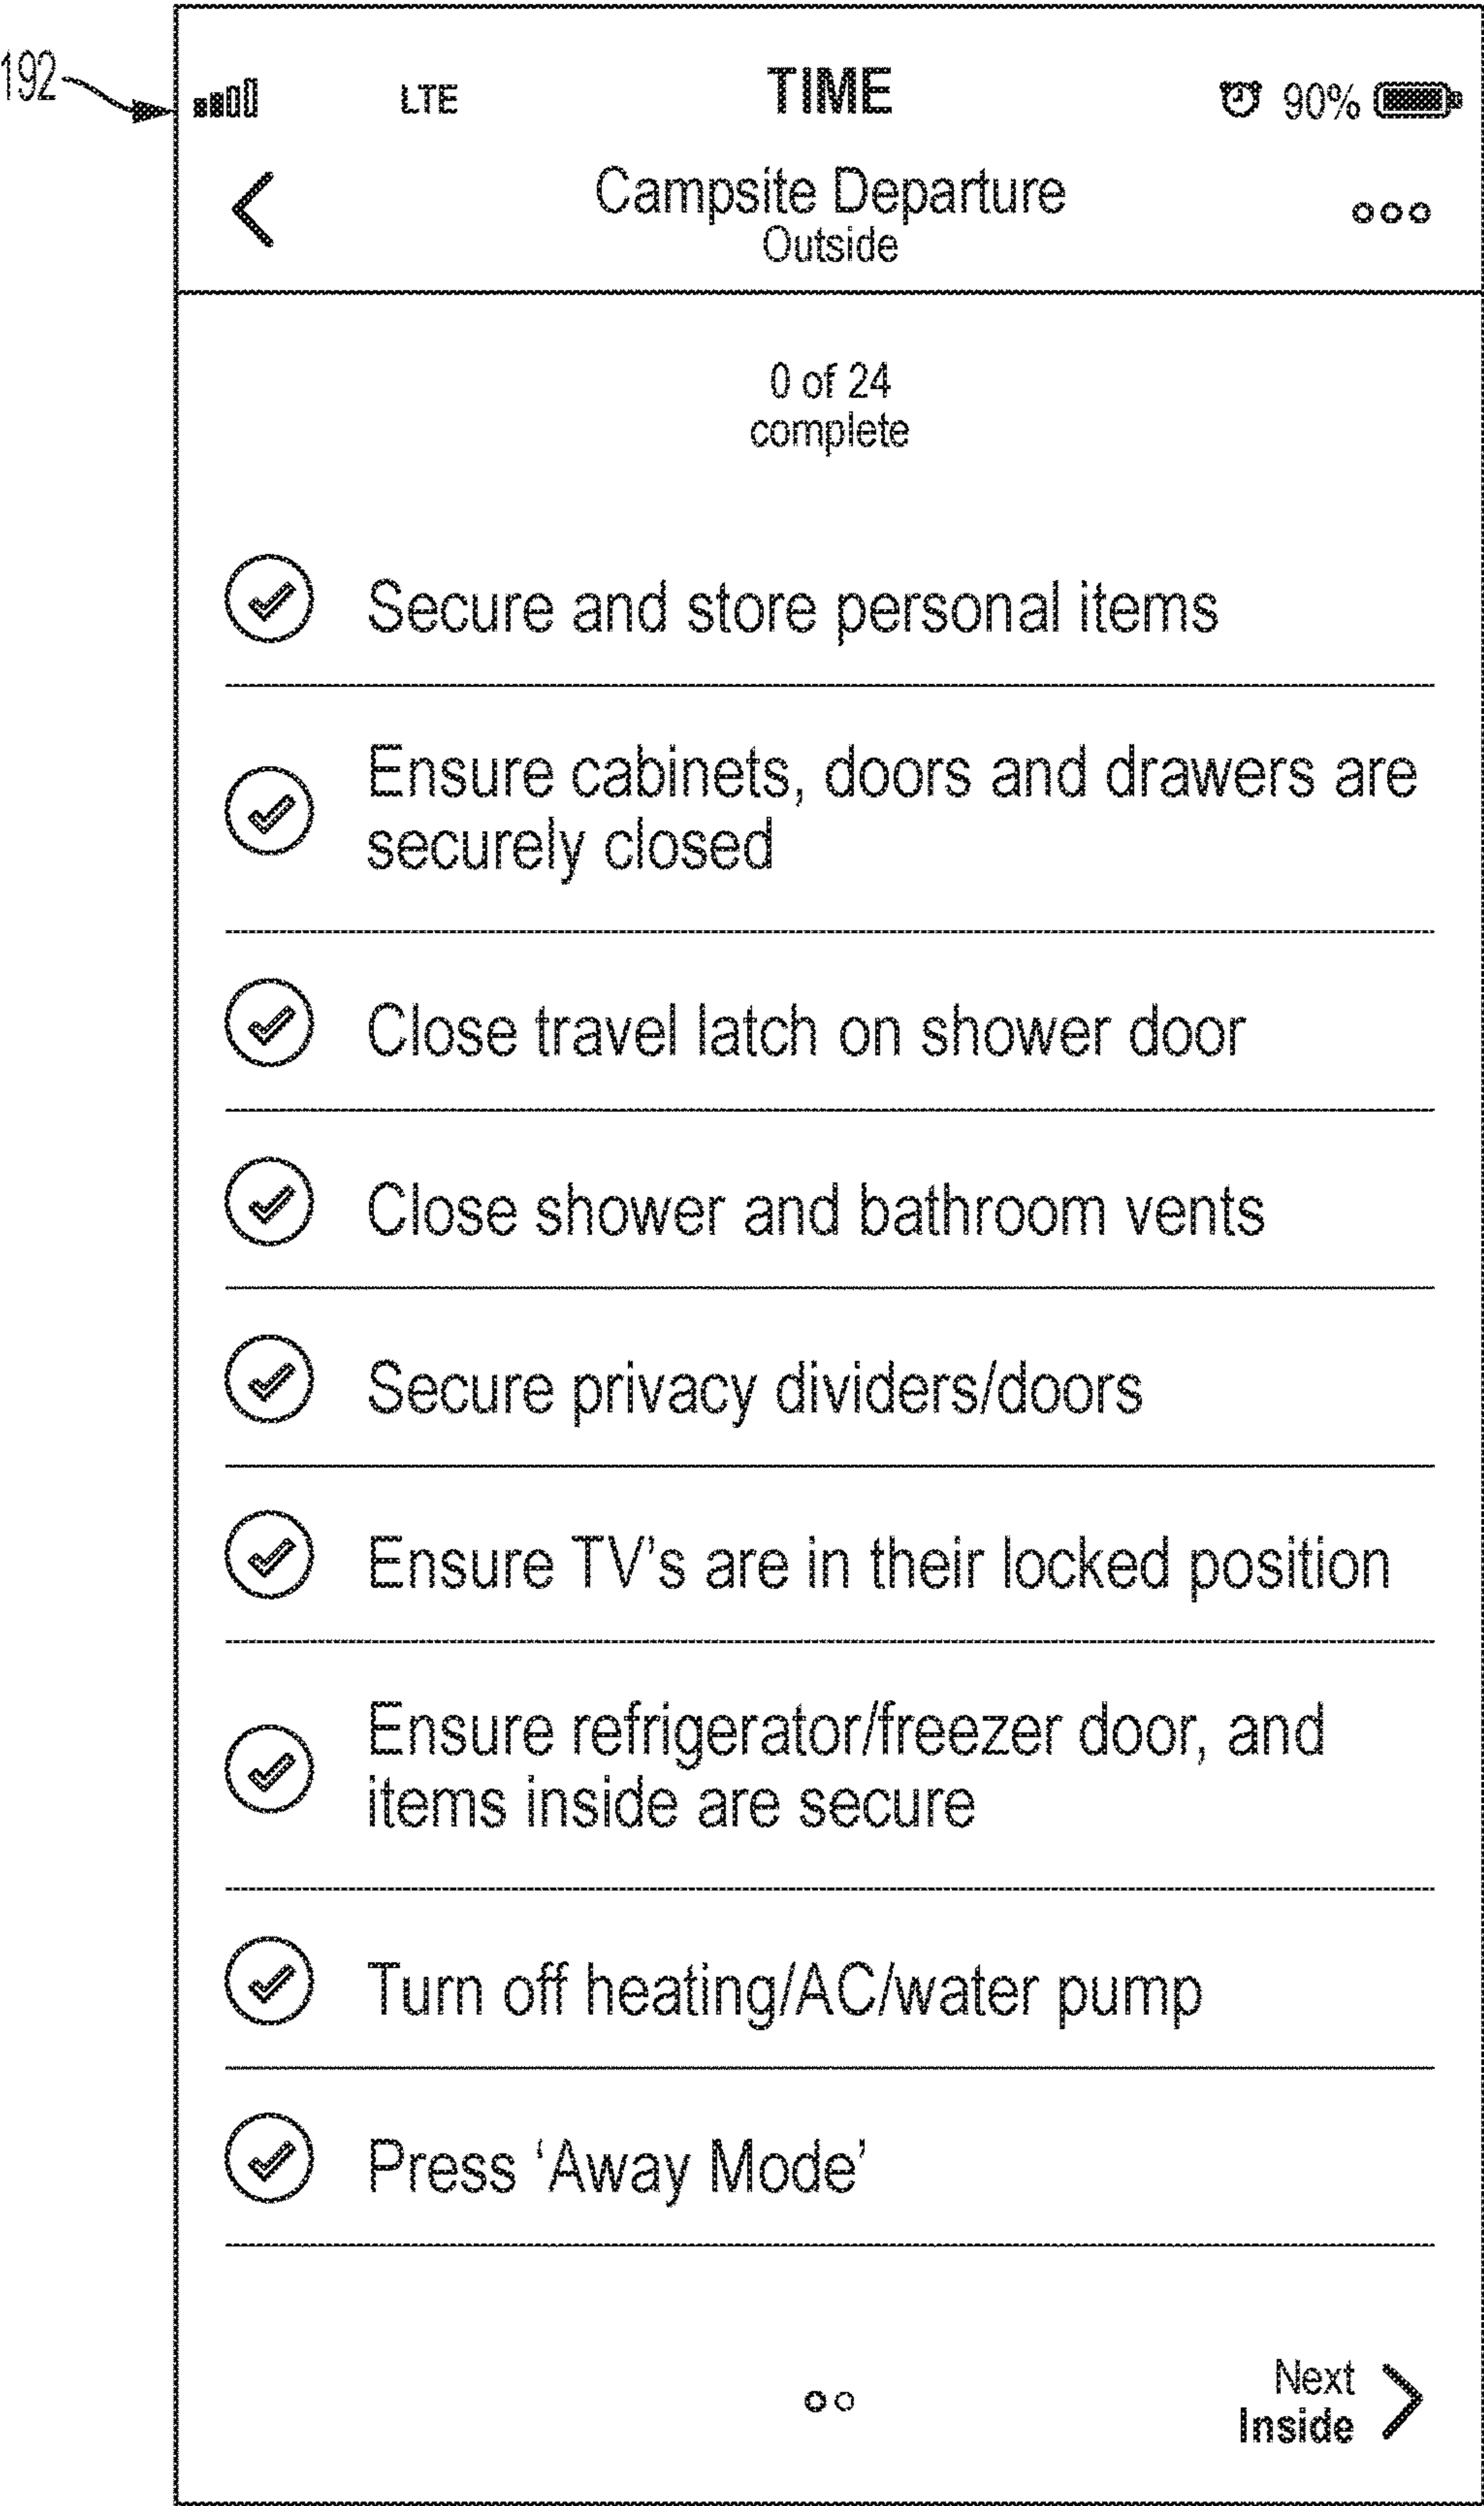 192
LTE
TIME
90%
Campsite Departure
Outside
0 of 24
complete
Secure and store personal items
Ensure cabinets, doors and drawers are
securely closed
Close travel latch on shower door
Close shower and bathroom vents
Secure privacy dividers/doors
Ensure TV’s are in their locked position
Ensure refrigerator/freezer door, and
items inside are secure
Turn off heating/AC/water pump
Press ‘Away Mode’
Next
Inside